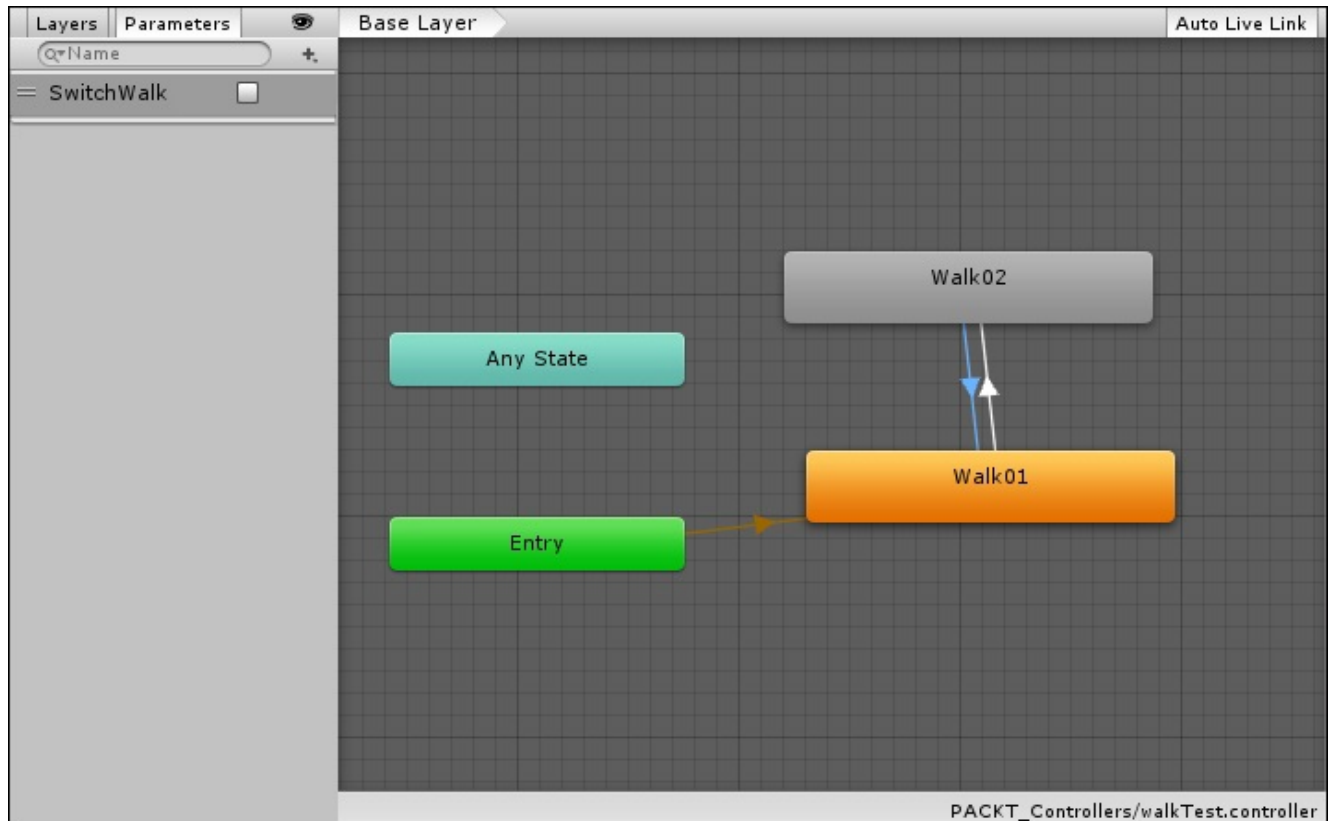 Layers Parameters Base Layer Auto Live Link
Name
SwitchWalk
Walk02
Any State
Walk01
Entry
PACKT_Controllers/walkTest.controller